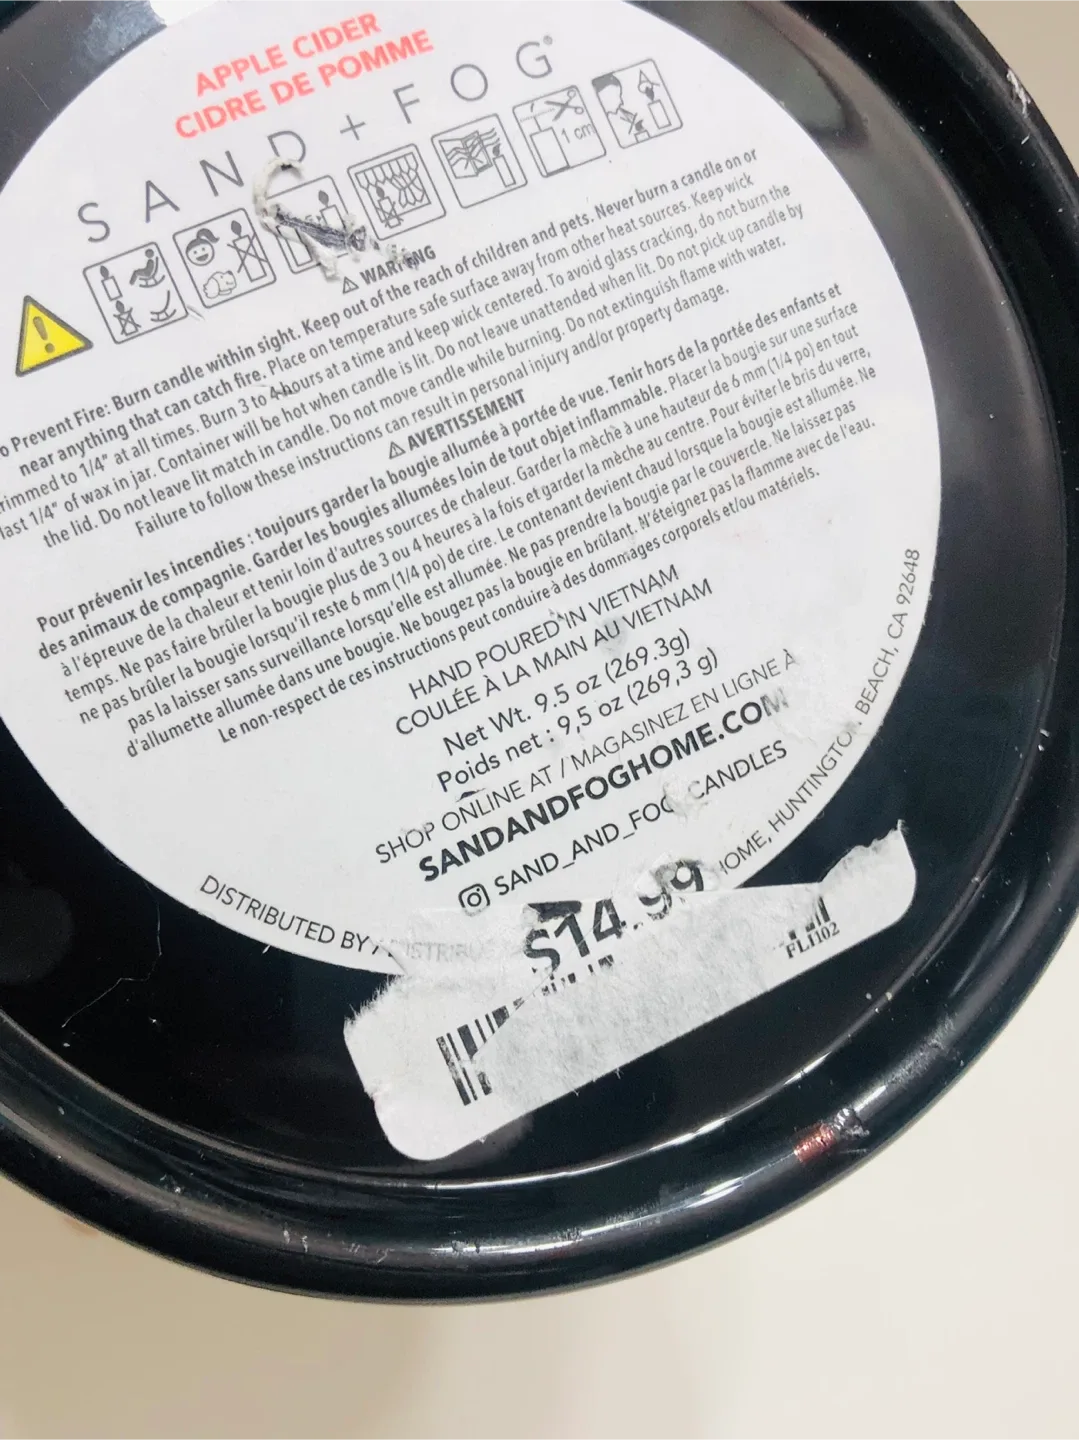 APPLE CIDER
CIDRE DE POMME
SAND + FOG®
1 cm
WARNING
Prevent Fire: Burn candle within sight. Keep out of the reach of children and pets. Never burn a candle on or
near anything that can catch fire. Place on temperature safe surface away from other heat sources. Keep wick
trimmed to 1/4" at all times. Burn 3 to 4 hours at a time and keep wick centered. To avoid glass cracking, do not burn the
last 1/4" of wax in jar. Container will be hot when candle is lit. Do not leave unattended when lit. Do not pick up candle by
the lid. Do not leave lit match in candle. Do not move candle while burning. Do not extinguish flame with water.
Failure to follow these instructions can result in personal injury and/or property damage.
AVERTISSEMENT
Pour prévenir les incendies : toujours garder la bougie allumée à portée de vue. Tenir hors de la portée des enfants et
des animaux de compagnie. Garder les bougies allumées loin de tout objet inflammable. Placer la bougie sur une surface
à l'épreuve de la chaleur et tenir loin d'autres sources de chaleur. Garder la mèche à une hauteur de 6 mm (1/4 po) en tout
temps. Ne pas faire brûler la bougie plus de 3 ou 4 heures à la fois et garder la mèche au centre. Pour éviter le bris du verre,
ne pas brûler la bougie lorsqu'il reste 6 mm (1/4 po) de cire. Le contenant devient chaud lorsque la bougie est allumée. Ne
pas la laisser sans surveillance lorsqu'elle est allumée. Ne pas prendre la bougie par le couvercle. Ne laissez pas
d'allumette allumée dans une bougie. Ne bougez pas la bougie en brûlant. N'éteignez pas la flamme avec de l'eau.
Le non-respect de ces instructions peut conduire à des dommages corporels et/ou matériels.
HAND POURED IN VIETNAM
COULÉE À LA MAIN AU VIETNAM
Net Wt. 9.5 oz (269.3g)
Poids net : 9,5 oz (269,3 g)
SHOP ONLINE AT / MAGASINEZ EN LIGNE À
SANDANDFOGHOME.COM
SAND_AND_FOG_CANDLES
DISTRIBUTED BY / DISTRIBU HOME, HUNTINGTON BEACH, CA 92648
$14.99
FL1102